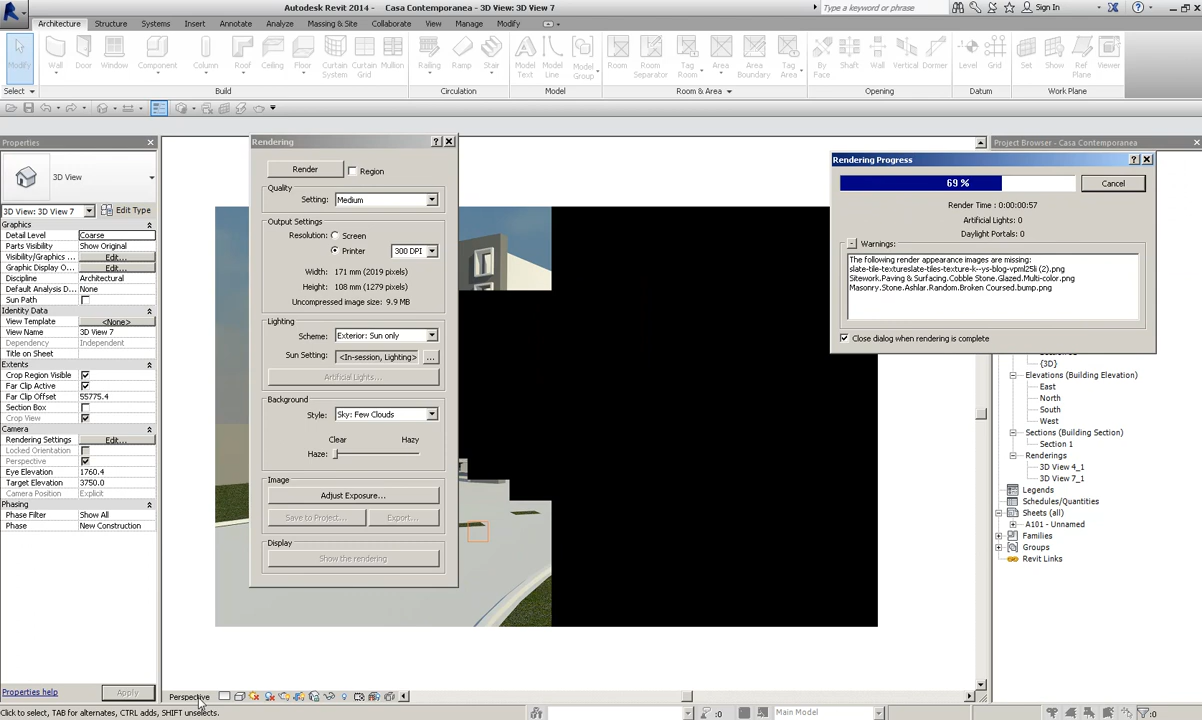 Autodesk Revit 2014 - Casa Contemporanea - 3D View: 3D View 7
Type a keyword or phrase
Sign In
Architecture Structure Systems Insert Annotate Analyze Massing & Site Collaborate View Manage Modify
Modify Wall Door Window Component Column Roof Ceiling Floor Curtain System Curtain Grid Mullion Railing Ramp Stair Model Text Model Line Model Group Room Room Separator Tag Room Area Area Boundary Tag Area By Face Shaft Wall Vertical Dormer Level Grid Set Show Ref Plane Viewer
Select Build Circulation Model Room & Area Opening Datum Work Plane
Properties
3D View
3D View: 3D View 7 Edit Type
Graphics
Detail Level Coarse
Parts Visibility Show Original
Visibility/Graphics ... Edit...
Graphic Display O... Edit...
Discipline Architectural
Default Analysis D... None
Sun Path
Identity Data
View Template <None>
View Name 3D View 7
Dependency Independent
Title on Sheet
Extents
Crop Region Visible
Far Clip Active
Far Clip Offset 55775.4
Section Box
Crop View
Camera
Rendering Settings Edit...
Locked Orientation
Perspective
Eye Elevation 1760.4
Target Elevation 3750.0
Camera Position Explicit
Phasing
Phase Filter Show All
Phase New Construction
Properties help Apply
Rendering
Render Region
Quality
Setting: Medium
Output Settings
Resolution: Screen
Printer 300 DPI
Width: 171 mm (2019 pixels)
Height: 108 mm (1279 pixels)
Uncompressed image size: 9.9 MB
Lighting
Scheme: Exterior: Sun only
Sun Setting: <In-session, Lighting> ...
Artificial Lights...
Background
Style: Sky: Few Clouds
Clear Hazy
Haze:
Image
Adjust Exposure...
Save to Project... Export...
Display
Show the rendering
Project Browser - Casa Contemporanea
Rendering Progress
69 % Cancel
Render Time : 0:00:00:57
Artificial Lights: 0
Daylight Portals: 0
Warnings:
The following render appearance images are missing:
slate-tile-textureslate-tiles-texture-k--ys-blog-vpml25li (2).png
Sitework.Paving & Surfacing.Cobble Stone.Glazed.Multi-color.png
Masonry.Stone.Ashlar.Random.Broken Coursed.bump.png
Close dialog when rendering is complete
{3D}
Elevations (Building Elevation)
East
North
South
West
Sections (Building Section)
Section 1
Renderings
3D View 4_1
3D View 7_1
Legends
Schedules/Quantities
Sheets (all)
A101 - Unnamed
Families
Groups
Revit Links
Perspective
Click to select, TAB for alternates, CTRL adds, SHIFT unselects.
:0
Main Model
:0